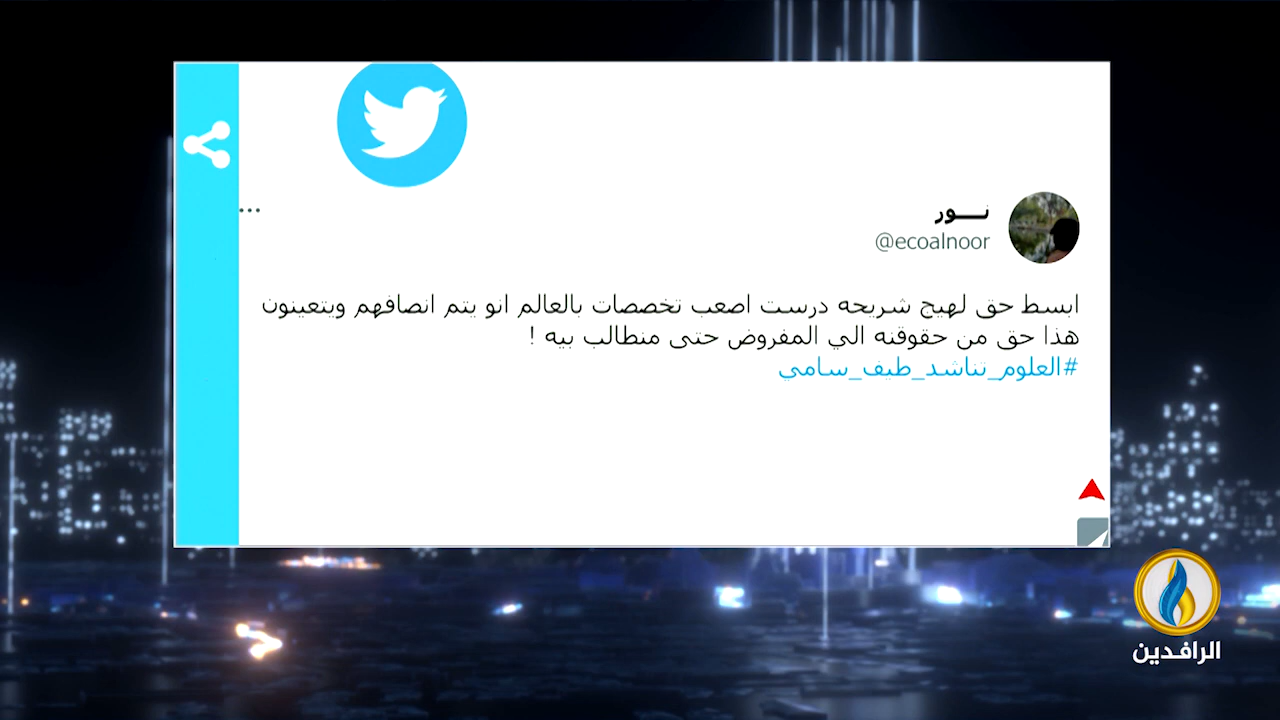 نـــور
@ecoalnoor
...
ابسط حق لهيج شريحه درست اصعب تخصصات بالعالم انو يتم انصافهم ويتعينون
هذا حق من حقوقنه الي المفروض حتى منطالب بيه !
#العلوم_تناشد_طيف_سامي
الرافدين